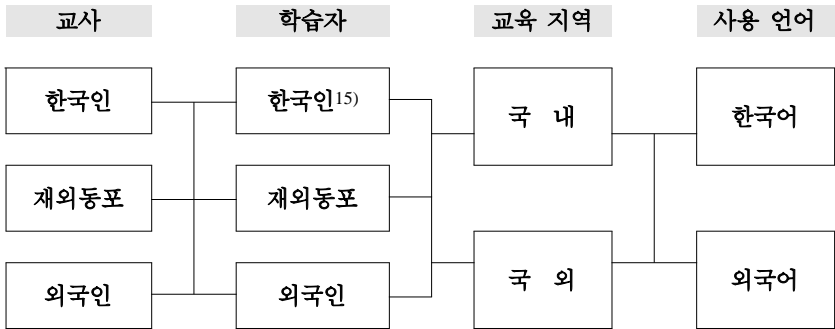 교사 학습자 교육 지역 사용 언어
한국인 한국인15) 국 내 한국어
재외동포 재외동포
외국인 외국인 국 외 외국어